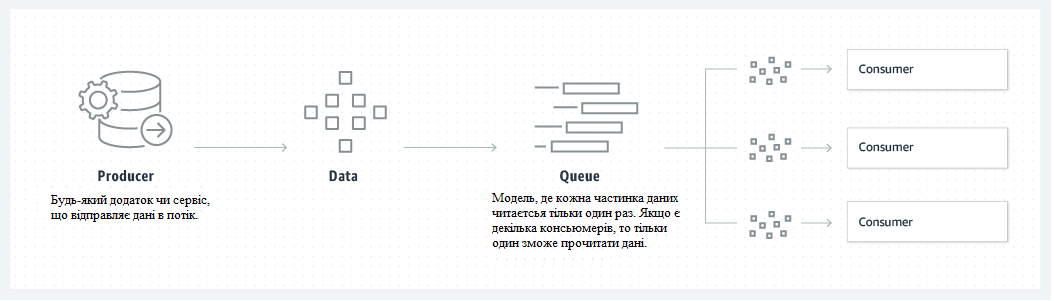 Producer
Будь-який додаток чи сервіс,
що відправляє дані в потік.
Data
Queue
Модель, де кожна частинка даних
читаєтсья тільки один раз. Якщо є
декілька консьюмерів, то тільки
один зможе прочитати дані.
Consumer
Consumer
Consumer